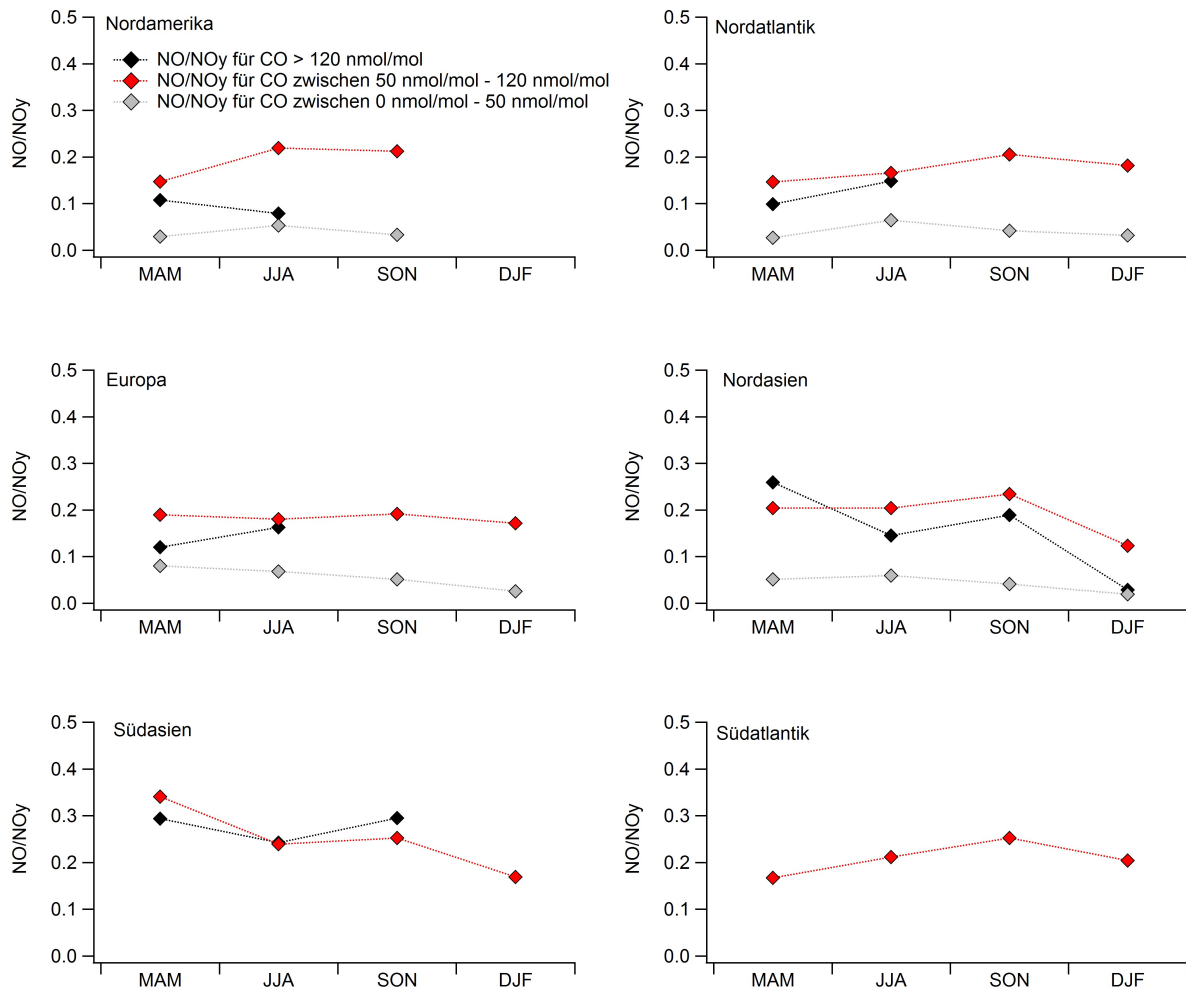 Nordamerika
NO/NOy für CO > 120 nmol/mol
NO/NOy für CO zwischen 50 nmol/mol - 120 nmol/mol
NO/NOy für CO zwischen 0 nmol/mol - 50 nmol/mol
NO/NOy
0.5
0.4
0.3
0.2
0.1
0.0
MAM JJA SON DJF
Nordatlantik
NO/NOy
0.5
0.4
0.3
0.2
0.1
0.0
MAM JJA SON DJF
Europa
NO/NOy
0.5
0.4
0.3
0.2
0.1
0.0
MAM JJA SON DJF
Nordasien
NO/NOy
0.5
0.4
0.3
0.2
0.1
0.0
MAM JJA SON DJF
Südasien
NO/NOy
0.5
0.4
0.3
0.2
0.1
0.0
MAM JJA SON DJF
Südatlantik
NO/NOy
0.5
0.4
0.3
0.2
0.1
0.0
MAM JJA SON DJF